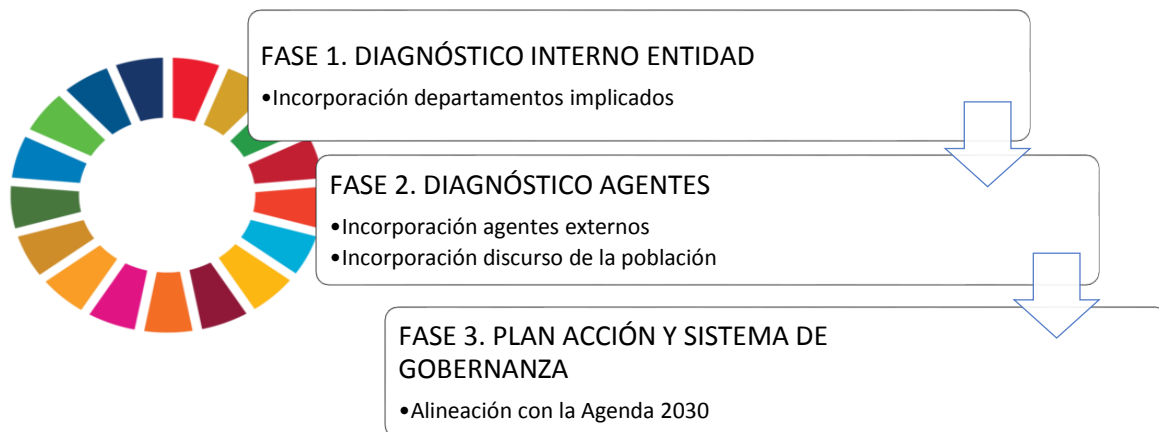 FASE 1. DIAGNÓSTICO INTERNO ENTIDAD
•Incorporación departamentos implicados
FASE 2. DIAGNÓSTICO AGENTES
•Incorporación agentes externos
•Incorporación discurso de la población
FASE 3. PLAN ACCIÓN Y SISTEMA DE
GOBERNANZA
•Alineación con la Agenda 2030